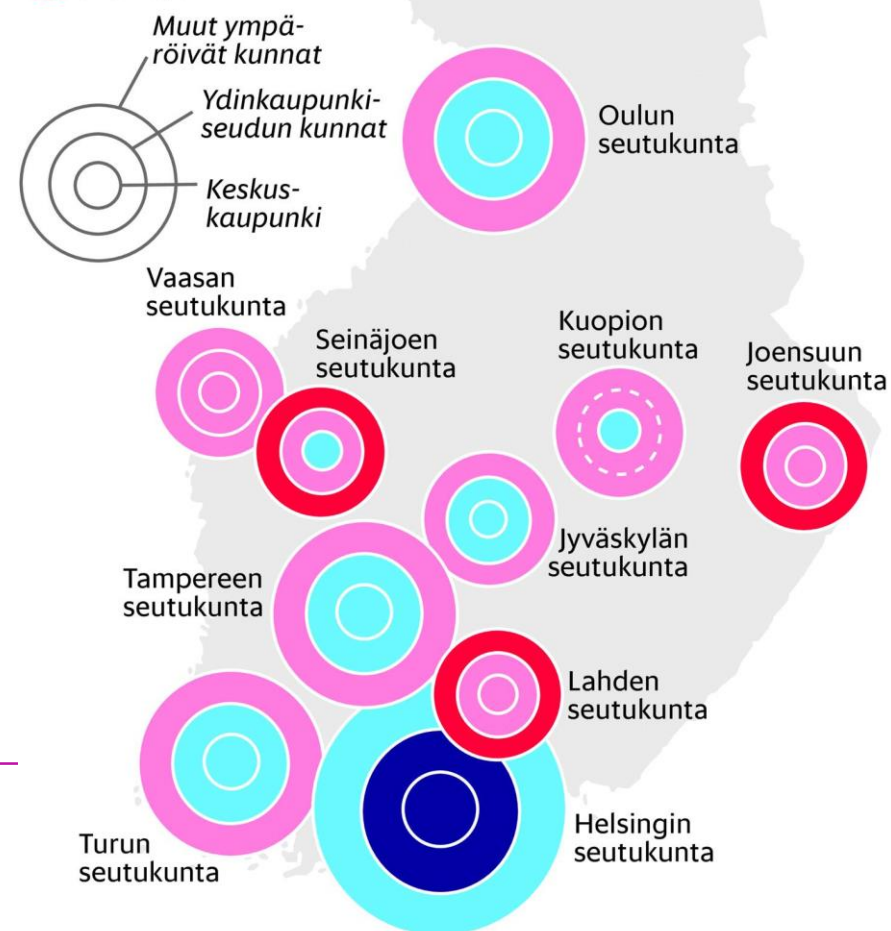 Muut ympä-
röivät kunnat
Ydinkaupunki-
seudun kunnat
Keskus-
kaupunki
Oulun
seutukunta
Vaasan
seutukunta
Seinäjoen
seutukunta
Kuopion
seutukunta
Joensuun
seutukunta
Jyväskylän
seutukunta
Tampereen
seutukunta
Lahden
seutukunta
Turun
seutukunta
Helsingin
seutukunta